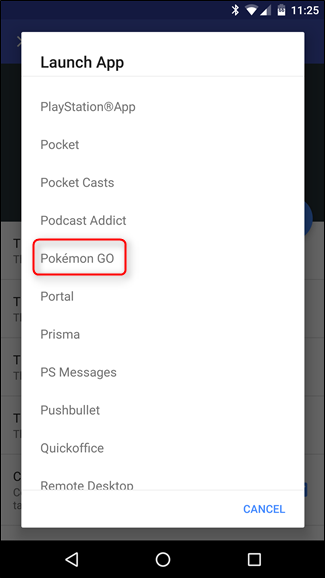 11:25
Launch App
PlayStation®App
Pocket
Pocket Casts
Podcast Addict
Pokémon GO
Portal
Prisma
PS Messages
Pushbullet
Quickoffice
Remote Desktop
CANCEL